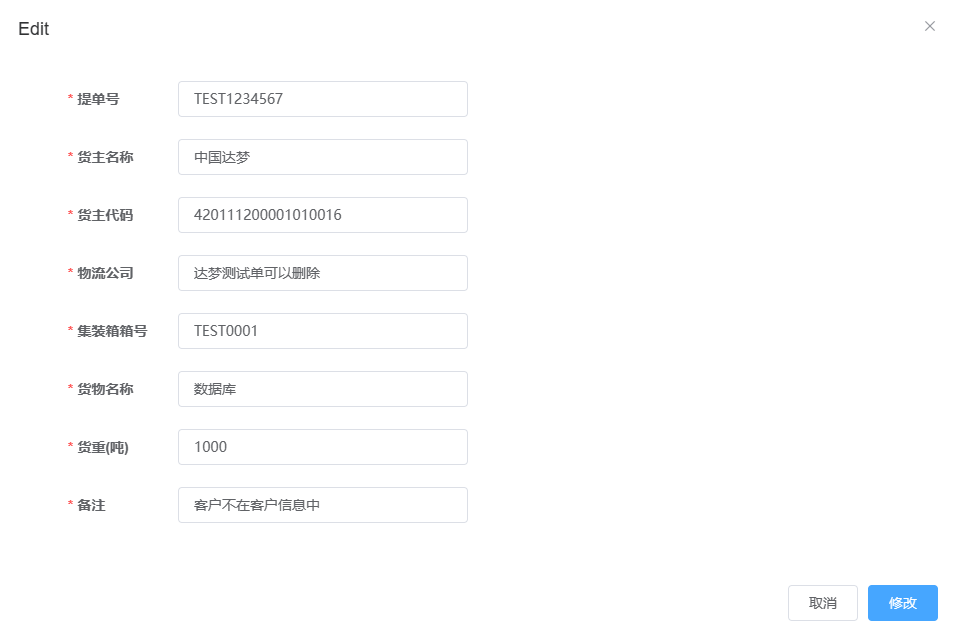 Edit
* 提单号 TEST1234567
* 货主名称 中国达梦
* 货主代码 420111200001010016
* 物流公司 达梦测试单可以删除
* 集装箱箱号 TEST0001
* 货物名称 数据库
* 货重(吨) 1000
* 备注 客户不在客户信息中
取消 修改